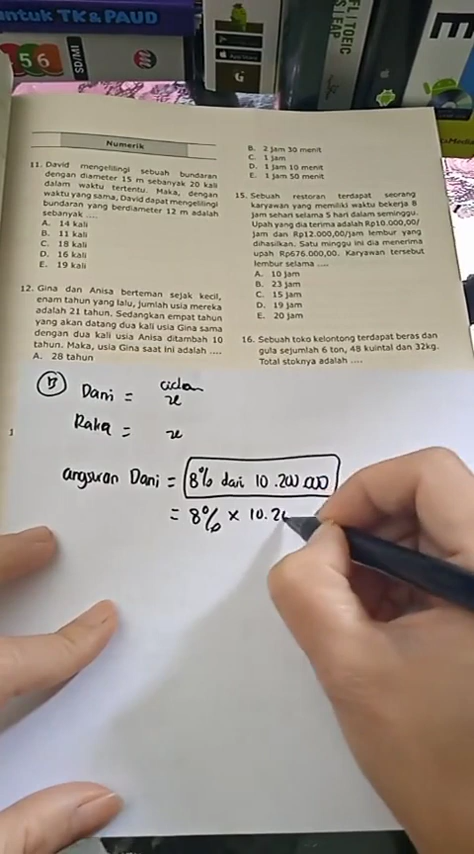 untuk TK & PAUD
56
SD/MI
FLITOEIC
Numerik
11. David mengelilingi sebuah bundaran
dengan diameter 15 m sebanyak 20 kali
dalam waktu tertentu. Maka, dengan
waktu yang sama, David dapat mengelilingi
bundaran yang berdiameter 12 m adalah
sebanyak ....
A. 14 kali
B. 11 kali
C. 18 kali
D. 16 kali
E. 19 kali
12. Gina dan Anisa berteman sejak kecil,
enam tahun yang lalu, jumlah usia mereka
adalah 21 tahun. Sedangkan empat tahun
yang akan datang dua kali usia Gina sama
dengan dua kali usia Anisa ditambah 10
tahun. Maka, usia Gina saat ini adalah ....
A. 28 tahun
B. 2 jam 30 menit
C. 1 jam
D. 1 jam 10 menit
E. 1 jam 50 menit
15. Sebuah restoran terdapat seorang
karyawan yang memiliki waktu bekerja 8
jam sehari selama 5 hari dalam seminggu.
Upah yang dia terima adalah Rp10.000,00/
jam dan Rp12.000,00/jam lembur yang
dihasilkan. Satu minggu ini dia menerima
upah Rp676.000,00. Karyawan tersebut
lembur selama ....
A. 10 jam
B. 23 jam
C. 15 jam
D. 19 jam
E. 20 jam
16. Sebuah toko kelontong terdapat beras dan
gula sejumlah 6 ton, 48 kuintal dan 32kg.
Total stoknya adalah ....
Dani = x
Raka = x
angsuran Dani = 8% dari 10.200.000
= 8% × 10.2